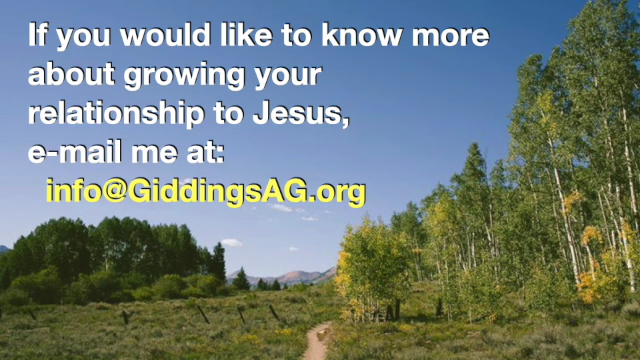 If you would like to know more
about growing your
relationship to Jesus,
e-mail me at:
info@GiddingsAG.org